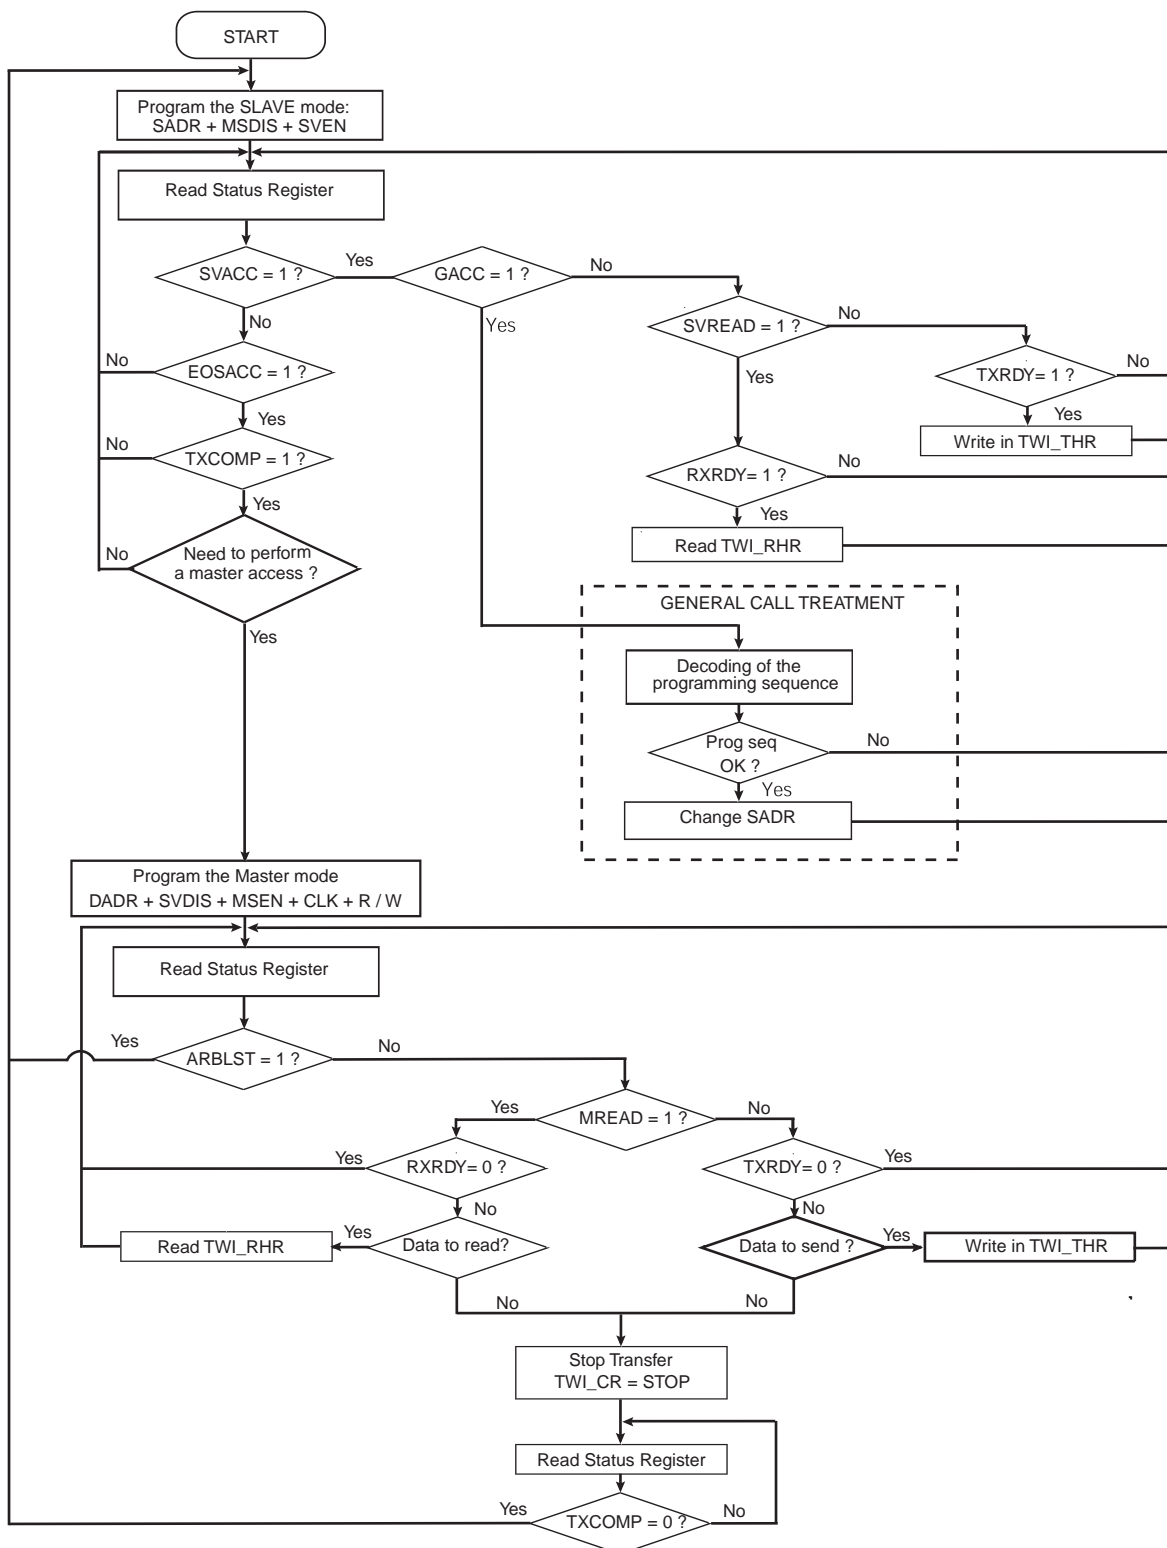 START
Program the SLAVE mode:
SADR + MSDIS + SVEN
Read Status Register
SVACC = 1 ?
Yes
GACC = 1 ?
No
SVREAD = 1 ?
No
No
Yes
Yes
TXRDY= 1 ?
No
No
EOSACC = 1 ?
Yes
Yes
Write in TWI_THR
No
TXCOMP = 1 ?
RXRDY= 1 ?
No
Yes
Yes
Read TWI_RHR
No
Need to perform
a master access ?
Yes
GENERAL CALL TREATMENT
Decoding of the
programming sequence
Prog seq
OK ?
No
Yes
Change SADR
Program the Master mode
DADR + SVDIS + MSEN + CLK + R / W
Read Status Register
Yes
ARBLST = 1 ?
No
Yes
MREAD = 1 ?
No
Yes
RXRDY= 0 ?
TXRDY= 0 ?
Yes
No
No
Read TWI_RHR
Yes
Data to read?
Data to send ?
Yes
Write in TWI_THR
No
No
Stop Transfer
TWI_CR = STOP
Read Status Register
Yes
TXCOMP = 0 ?
No